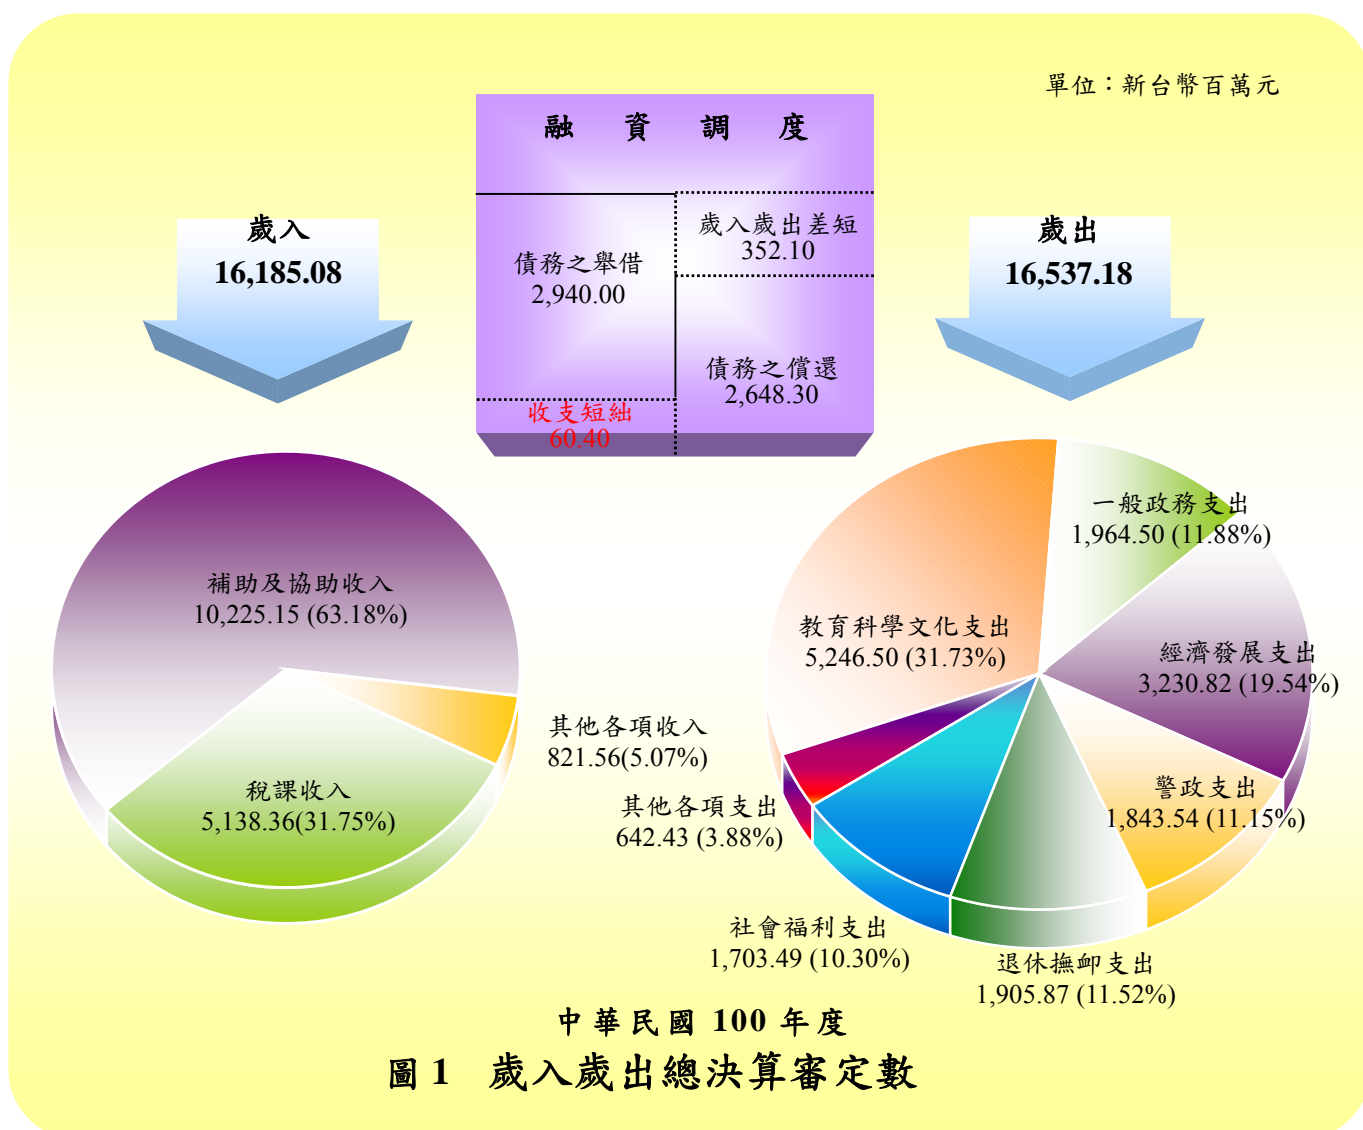 單位：新台幣百萬元
融資調度
歲入歲出差短
352.10
債務之舉借
2,940.00
債務之償還
2,648.30
收支短絀
60.40
歲入
16,185.08
歲出
16,537.18
補助及協助收入
10,225.15 (63.18%)
其他各項收入
821.56(5.07%)
稅課收入
5,138.36(31.75%)
一般政務支出
1,964.50 (11.88%)
教育科學文化支出
5,246.50 (31.73%)
經濟發展支出
3,230.82 (19.54%)
警政支出
1,843.54 (11.15%)
其他各項支出
642.43 (3.88%)
社會福利支出
1,703.49 (10.30%)
退休撫卹支出
1,905.87 (11.52%)
中華民國 100 年度
圖 1 歲入歲出總決算審定數